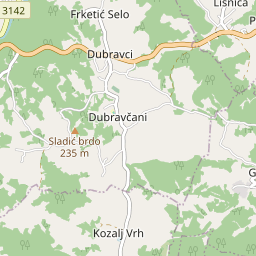 Lisnica
3142
Frketić Selo
Dubravci
Dubravčani
Sladić brdo
235 m
Kozalj Vrh